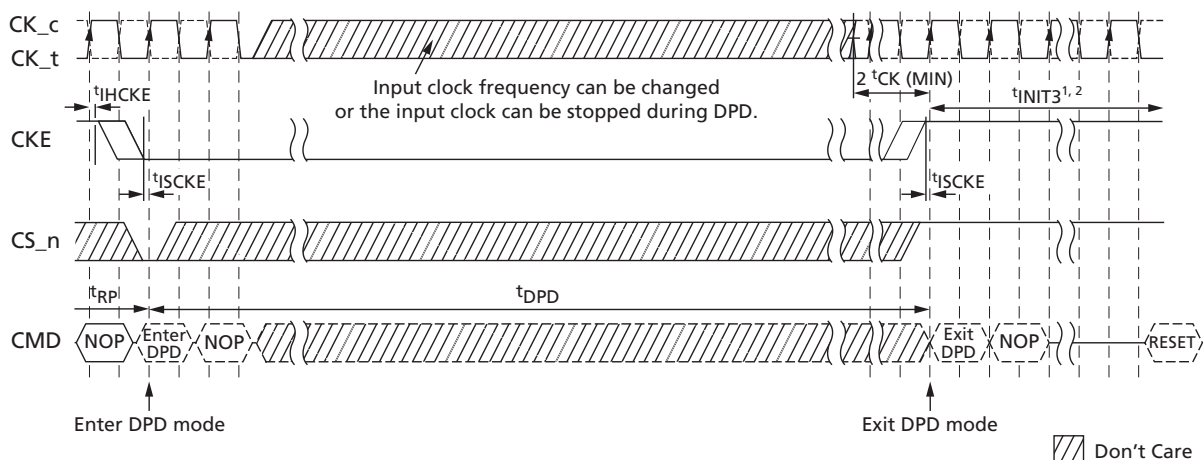 CK_c
CK_t
Input clock frequency can be changed
or the input clock can be stopped during DPD.
2 tCK (MIN)
tIHCKE
tINIT3 1, 2
CKE
tISCKE
tISCKE
CS_n
tRP
tDPD
CMD
NOP
Enter
DPD
NOP
Exit
DPD
NOP
RESET
Enter DPD mode
Exit DPD mode
Don't Care